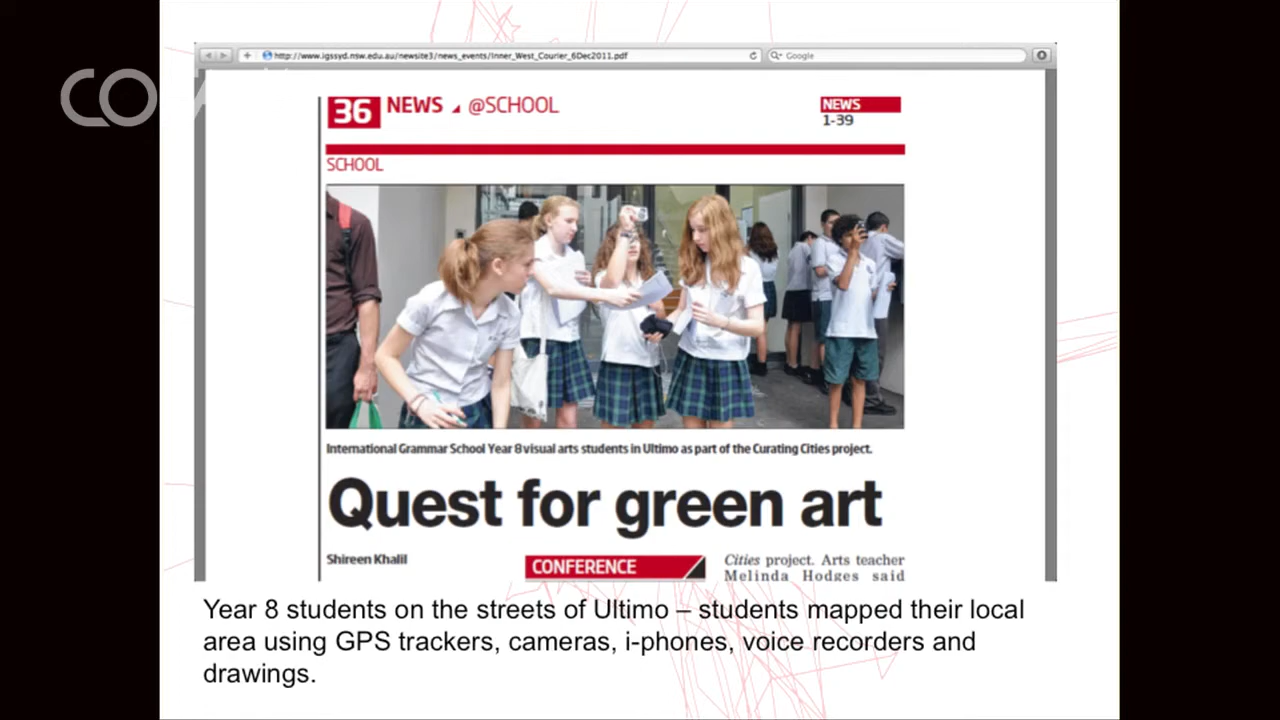 http://www.igssyd.nsw.edu.au/newsite3/news_events/Inner_West_Courier_6Dec2011.pdf
Google
36 NEWS @SCHOOL
NEWS
1-39
SCHOOL
International Grammar School Year 8 visual arts students in Ultimo as part of the Curating Cities project.
Quest for green art
Shireen Khalil
CONFERENCE
Cities project. Arts teacher
Melinda Hodges said
Year 8 students on the streets of Ultimo – students mapped their local
area using GPS trackers, cameras, i-phones, voice recorders and
drawings.